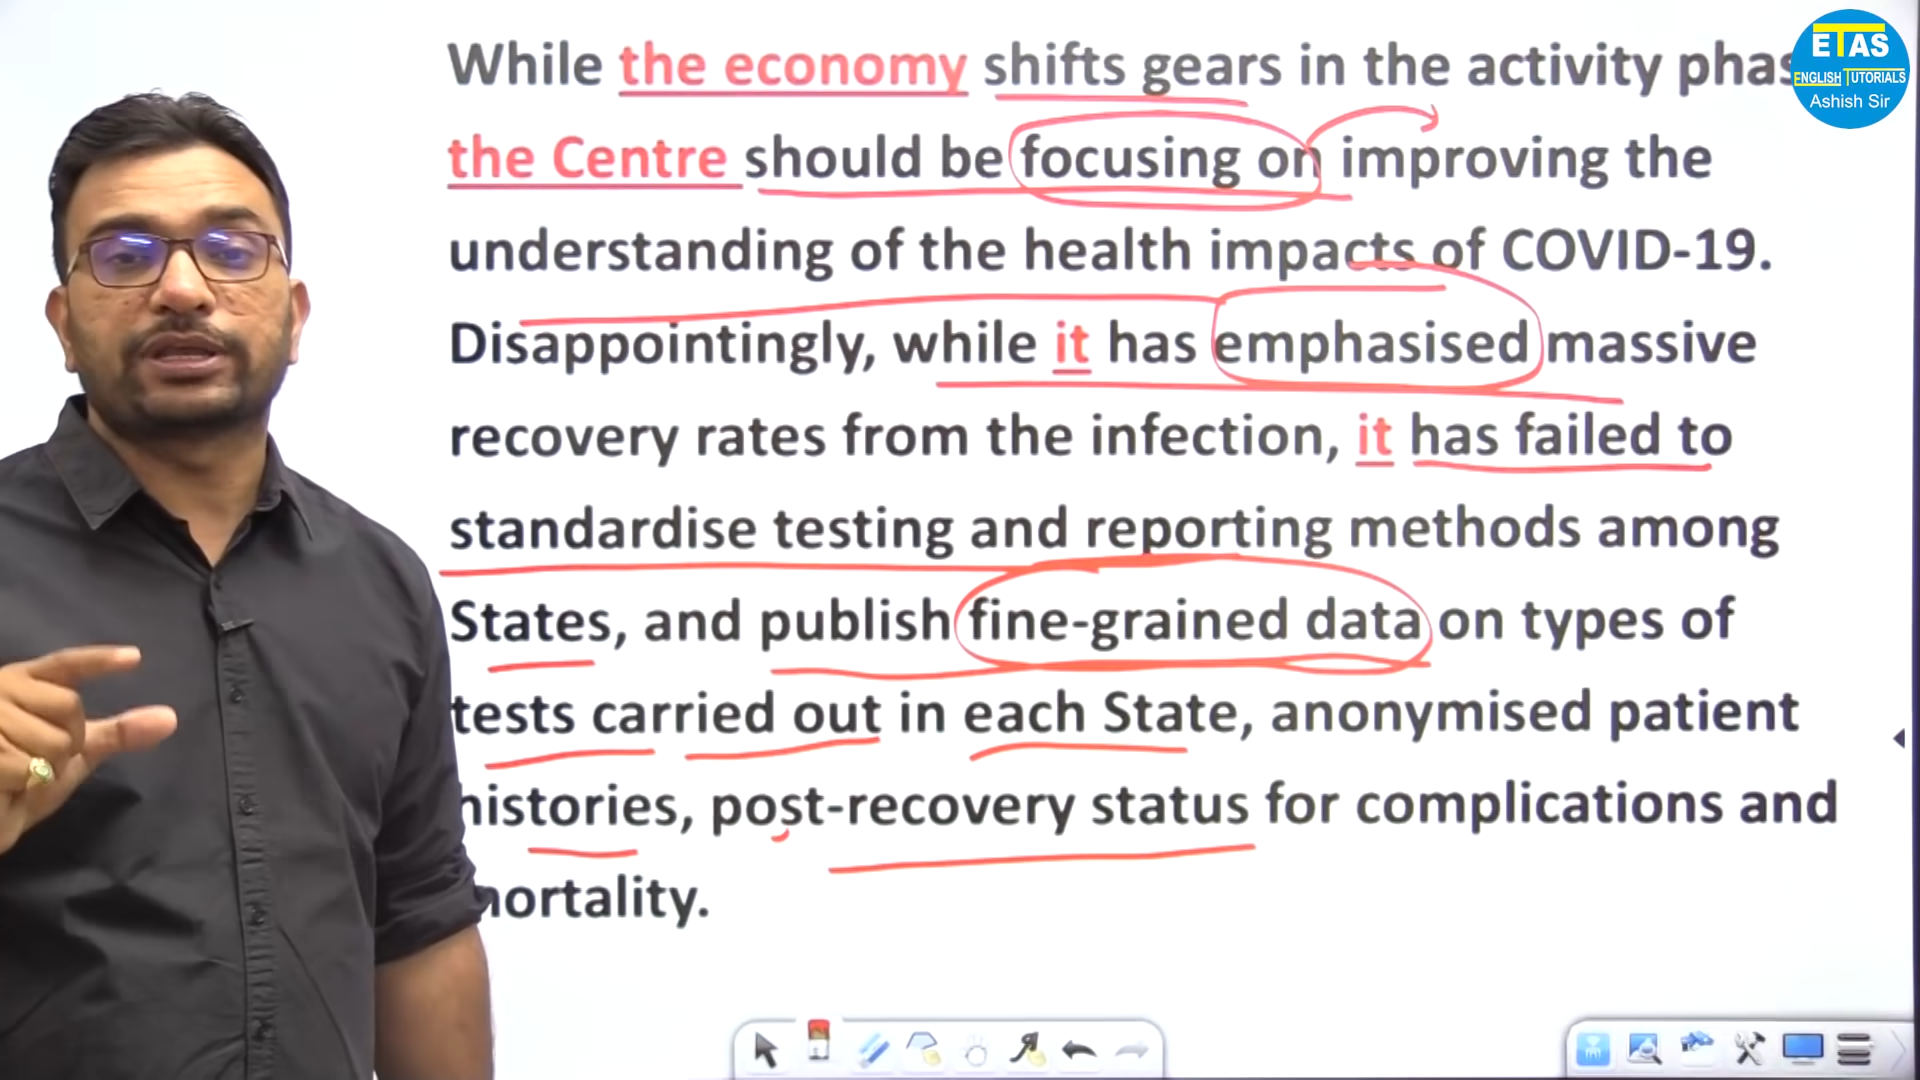 While the economy shifts gears in the activity phas
the Centre should be focusing on improving the
understanding of the health impacts of COVID-19.
Disappointingly, while it has emphasised massive
recovery rates from the infection, it has failed to
standardise testing and reporting methods among
States, and publish fine-grained data on types of
tests carried out in each State, anonymised patient
histories, post-recovery status for complications and
mortality.
ETAS
ENGLISH TUTORIALS
Ashish Sir